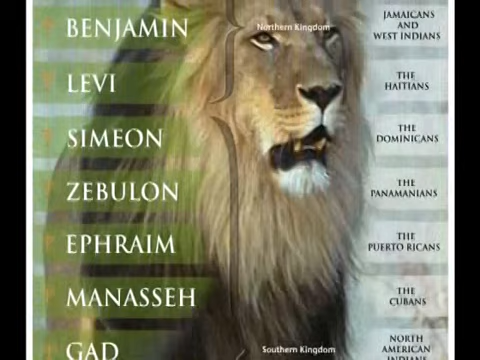 BENJAMIN
Northern Kingdom
JAMAICANS
AND
WEST INDIANS
LEVI
THE
HAITIANS
SIMEON
THE
DOMINICANS
ZEBULON
THE
PANAMANIANS
EPHRAIM
THE
PUERTO RICANS
MANASSEH
THE
CUBANS
GAD
Southern Kingdom
NORTH
AMERICAN
INDIANS